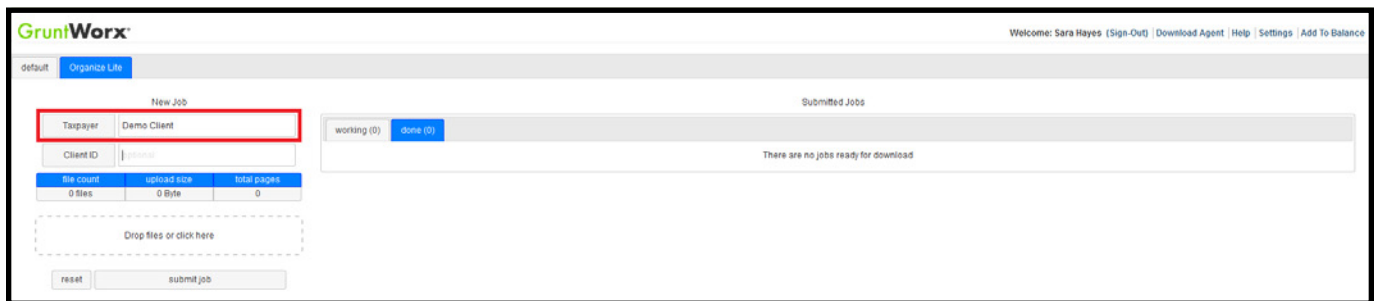 GruntWorx
Welcome: Sara Hayes (Sign-Out) | Download Agent | Help | Settings | Add To Balance
default Organize Lite
New Job Submitted Jobs
Taxpayer Demo Client
working (0) done (0)
Client ID optional
There are no jobs ready for download
file count upload size total pages
0 files 0 Byte 0
Drop files or click here
reset submit job